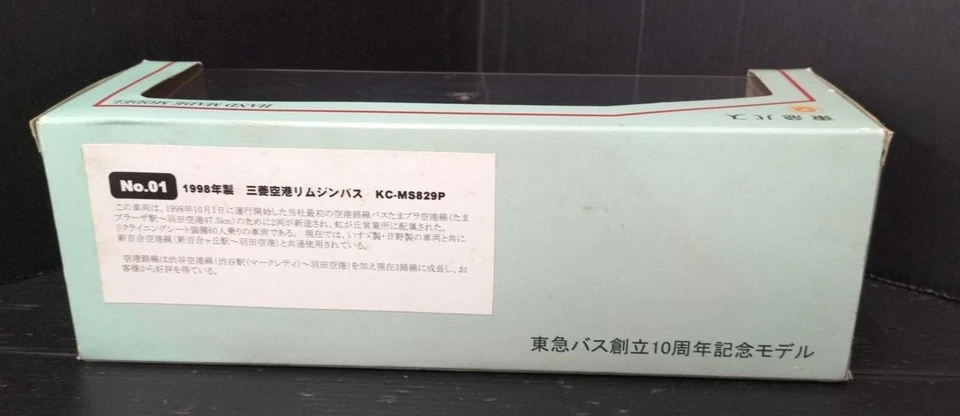 HAND MADE MODEL
東急バス
No.01 1998年製 三菱空港リムジンバス KC-MS829P
この車両は、1998年10月1日に運行開始した当社最初の空港路線バスたまプラ空港線(たま
プラーザ駅～羽田空港47.5km)のために2両が新造され、虹が丘営業所に配属された。
リクライニングシート装備60人乗りの車両である。現在では、いすゞ製・日野製の車両と共に
新百合空港線(新百合ヶ丘駅～羽田空港)と共通使用されている。
空港路線は渋谷空港線(渋谷駅(マークシティ)～羽田空港)を加え現在3路線に成長し、お
客様から好評を得ている。
東急バス創立10周年記念モデル